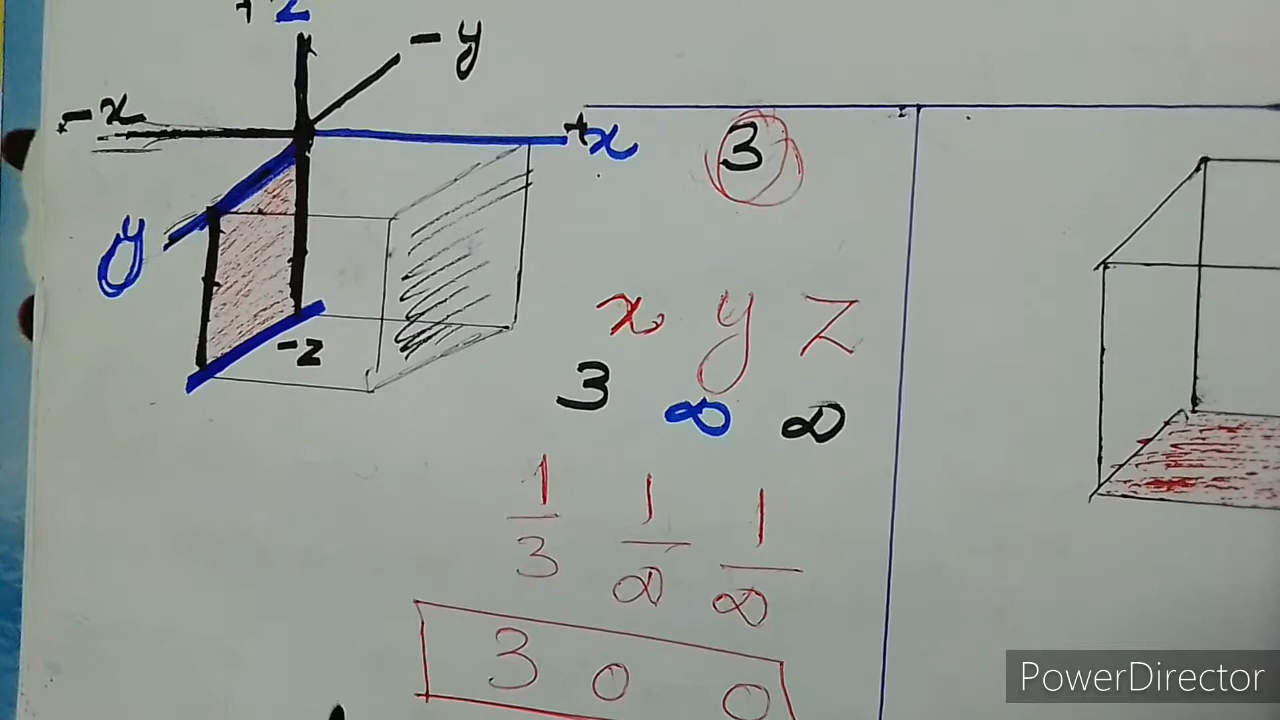 +z
-y
-x
+x
y
-z
3
x y z
3 ∞ ∞
1/3 1/∞ 1/∞
3 0 0
PowerDirector